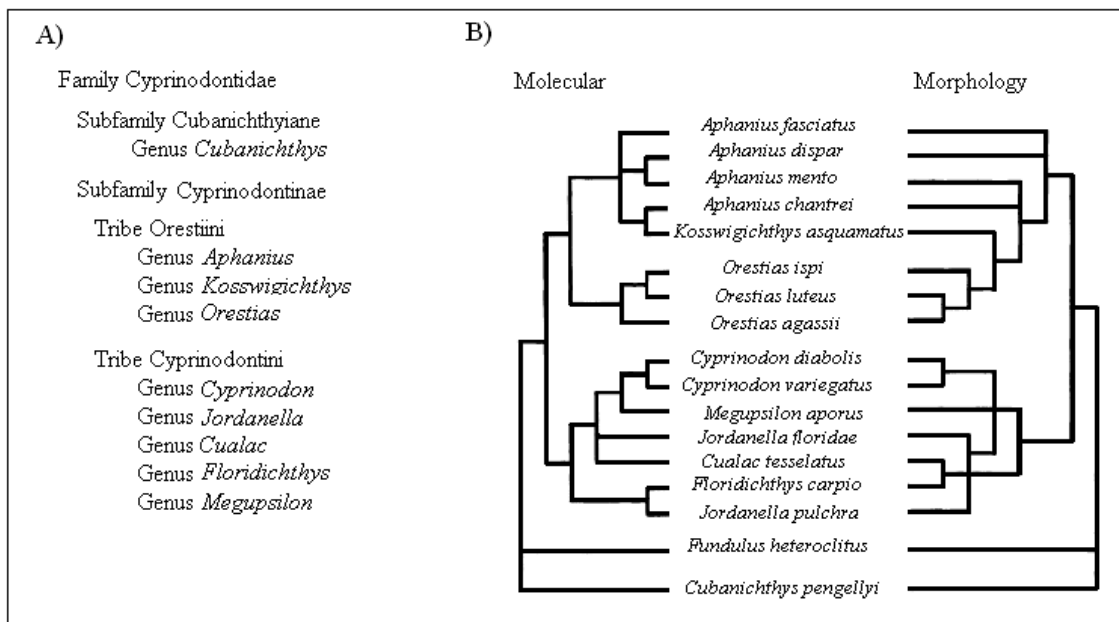 A)
Family Cyprinodontidae
Subfamily Cubanichthyiane
Genus Cubanichthys
Subfamily Cyprinodontinae
Tribe Orestiini
Genus Aphanius
Genus Kosswigichthys
Genus Orestias
Tribe Cyprinodontini
Genus Cyprinodon
Genus Jordanella
Genus Cualac
Genus Floridichthys
Genus Megupsilon
B)
Molecular
Morphology
Aphanius fasciatus
Aphanius dispar
Aphanius mento
Aphanius chantrei
Kosswigichthys asquamatus
Orestias ispi
Orestias luteus
Orestias agassii
Cyprinodon diabolis
Cyprinodon variegatus
Megupsilon aporus
Jordanella floridae
Cualac tesselatus
Floridichthys carpio
Jordanella pulchra
Fundulus heteroclitus
Cubanichthys pengellyi